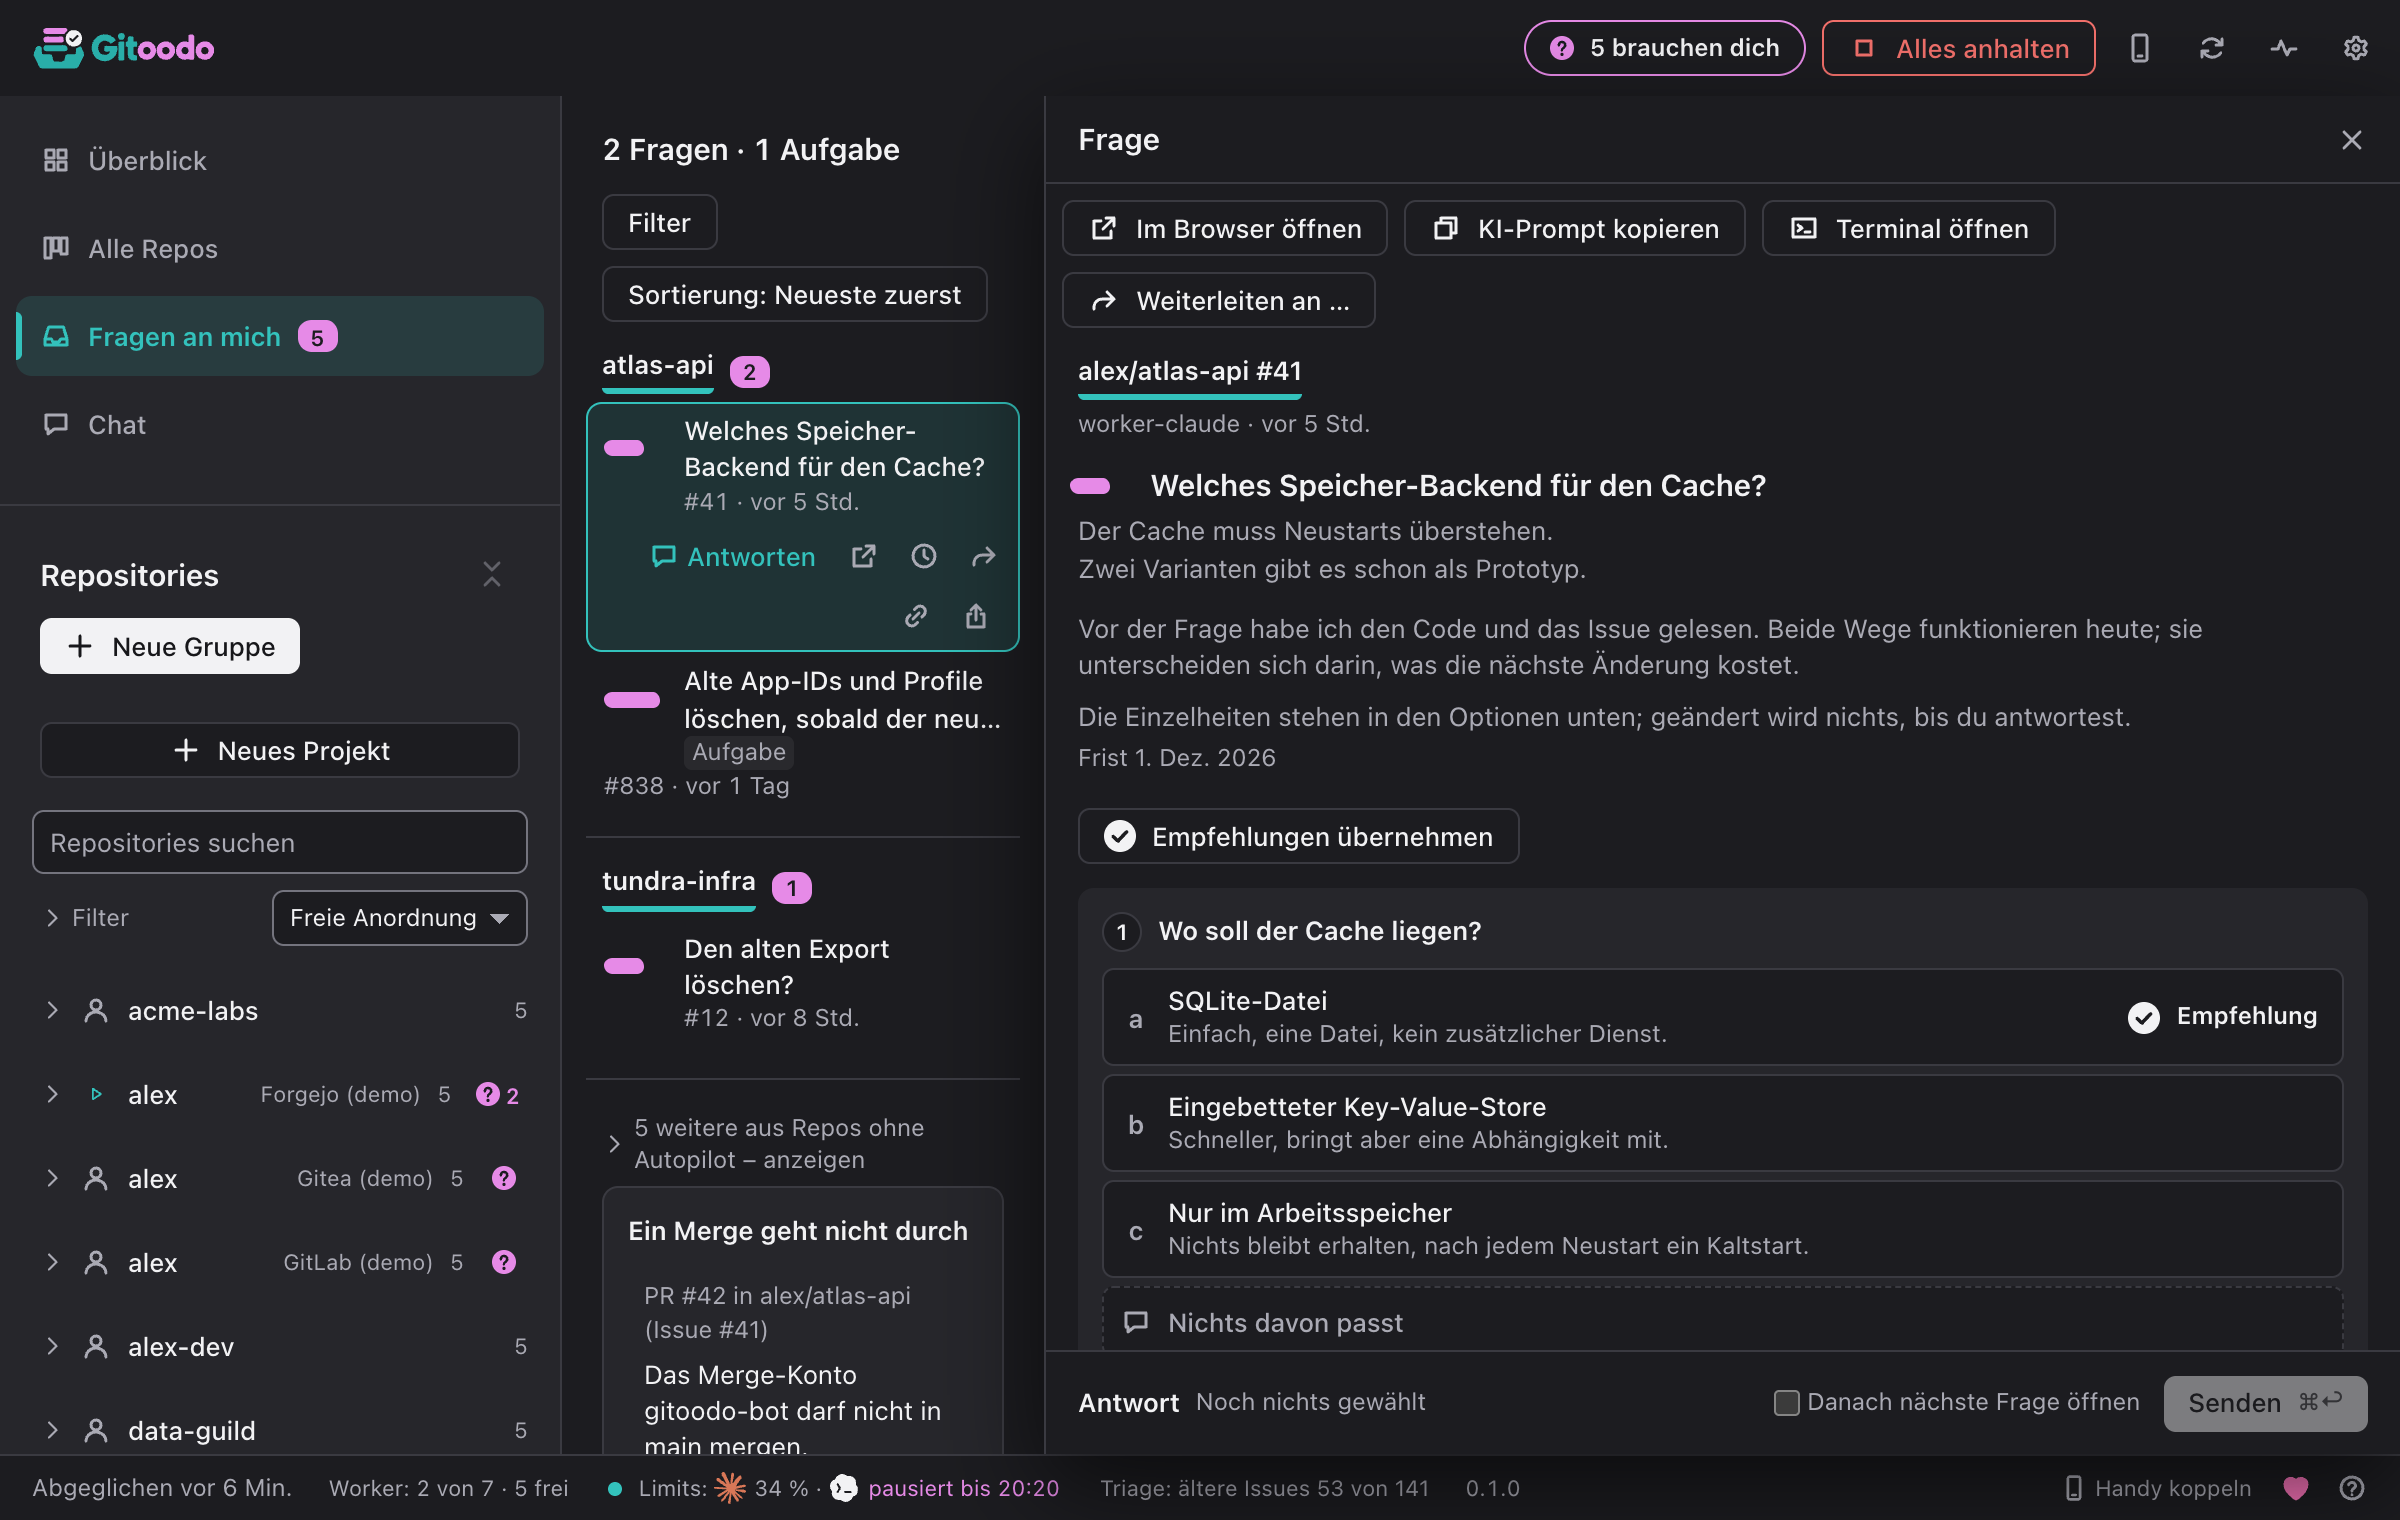 Gitoodo
5 brauchen dich
Alles anhalten
Überblick
Alle Repos
Fragen an mich 5
Chat
Repositories
Neue Gruppe
Neues Projekt
Repositories suchen
Filter
Freie Anordnung
acme-labs 5
alex Forgejo (demo) 5 ? 2
alex Gitea (demo) 5 ?
alex GitLab (demo) 5 ?
alex-dev 5
data-guild 5
2 Fragen · 1 Aufgabe
Filter
Sortierung: Neueste zuerst
atlas-api 2
Welches Speicher-
Backend für den Cache?
#41 · vor 5 Std.
Antworten
Alte App-IDs und Profile
löschen, sobald der neu...
Aufgabe
#838 · vor 1 Tag
tundra-infra 1
Den alten Export
löschen?
#12 · vor 8 Std.
5 weitere aus Repos ohne
Autopilot – anzeigen
Ein Merge geht nicht durch
PR #42 in alex/atlas-api
(Issue #41)
Das Merge-Konto
gitoodo-bot darf nicht in
main mergen.
Frage
Im Browser öffnen
KI-Prompt kopieren
Terminal öffnen
Weiterleiten an ...
alex/atlas-api #41
worker-claude · vor 5 Std.
Welches Speicher-Backend für den Cache?
Der Cache muss Neustarts überstehen.
Zwei Varianten gibt es schon als Prototyp.
Vor der Frage habe ich den Code und das Issue gelesen. Beide Wege funktionieren heute; sie
unterscheiden sich darin, was die nächste Änderung kostet.
Die Einzelheiten stehen in den Optionen unten; geändert wird nichts, bis du antwortest.
Frist 1. Dez. 2026
Empfehlungen übernehmen
1 Wo soll der Cache liegen?
a SQLite-Datei
Einfach, eine Datei, kein zusätzlicher Dienst.
Empfehlung
b Eingebetteter Key-Value-Store
Schneller, bringt aber eine Abhängigkeit mit.
c Nur im Arbeitsspeicher
Nichts bleibt erhalten, nach jedem Neustart ein Kaltstart.
Nichts davon passt
Antwort Noch nichts gewählt
Danach nächste Frage öffnen
Senden ⌘↩
Abgeglichen vor 6 Min.
Worker: 2 von 7 · 5 frei
Limits: 34 % · pausiert bis 20:20
Triage: ältere Issues 53 von 141
0.1.0
Handy koppeln